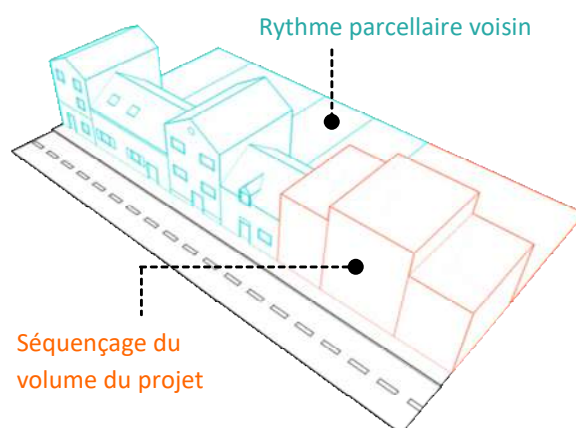 Rythme parcellaire voisin
Séquençage du
volume du projet